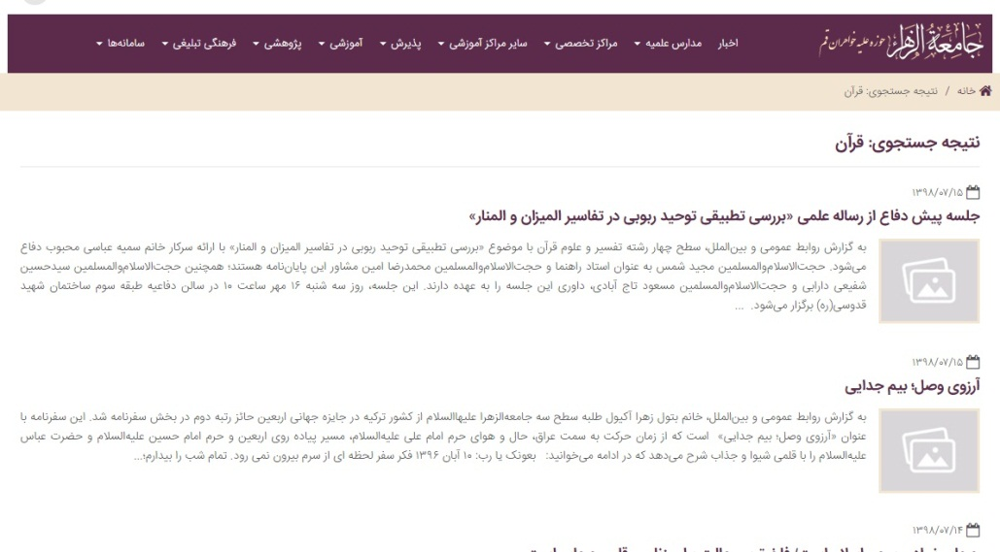 جامعة الزهرا حوزه علمیه خواهران قم
اخبار مدارس علمیه مراکز تخصصی سایر مراکز آموزشی پذیرش آموزشی پژوهشی فرهنگی تبلیغی سامانه‌ها
خانه / نتیجه جستجوی: قرآن
نتیجه جستجوی: قرآن
۱۳۹۸/۰۷/۱۵
جلسه پیش دفاع از رساله علمی «بررسی تطبیقی توحید ربوبی در تفاسیر المیزان و المنار»
به گزارش روابط عمومی و بین‌الملل، سطح چهار رشته تفسیر و علوم قرآن با موضوع «بررسی تطبیقی توحید ربوبی در تفاسیر المیزان و المنار» با ارائه سرکار خانم سمیه عباسی محبوب دفاع
می‌شود. حجت‌الاسلام‌والمسلمین مجید شمس به عنوان استاد راهنما و حجت‌الاسلام‌والمسلمین محمدرضا امین مشاور این پایان‌نامه هستند؛ همچنین حجت‌الاسلام‌والمسلمین سیدحسین
شفیعی دارابی و حجت‌الاسلام‌والمسلمین مسعود تاج آبادی، داوری این جلسه را به عهده دارند. این جلسه، روز سه شنبه ۱۶ مهر ساعت ۱۰ در سالن دفاعیه طبقه سوم ساختمان شهید
قدوسی(ره) برگزار می‌شود. ...
۱۳۹۸/۰۷/۱۵
آرزوی وصل؛ بیم جدایی
به گزارش روابط عمومی و بین‌الملل، خانم بتول زهرا آکیول طلبه سطح سه جامعه‌الزهرا علیهاالسلام از کشور ترکیه در جایزه جهانی اربعین حائز رتبه دوم در بخش سفرنامه شد. این سفرنامه با
عنوان «آرزوی وصل؛ بیم جدایی» است که از زمان حرکت به سمت عراق، حال و هوای حرم امام علی علیه‌السلام، مسیر پیاده روی اربعین و حرم امام حسین علیه‌السلام و حضرت عباس
علیه‌السلام را با قلمی شیوا و جذاب شرح می‌دهد که در ادامه می‌خوانید: بعونک یا رب: ۱۰ آبان ۱۳۹۶ فکر سفر لحظه ای از سرم بیرون نمی رود. تمام شب را بیدارم؛...
۱۳۹۸/۰۷/۱۴